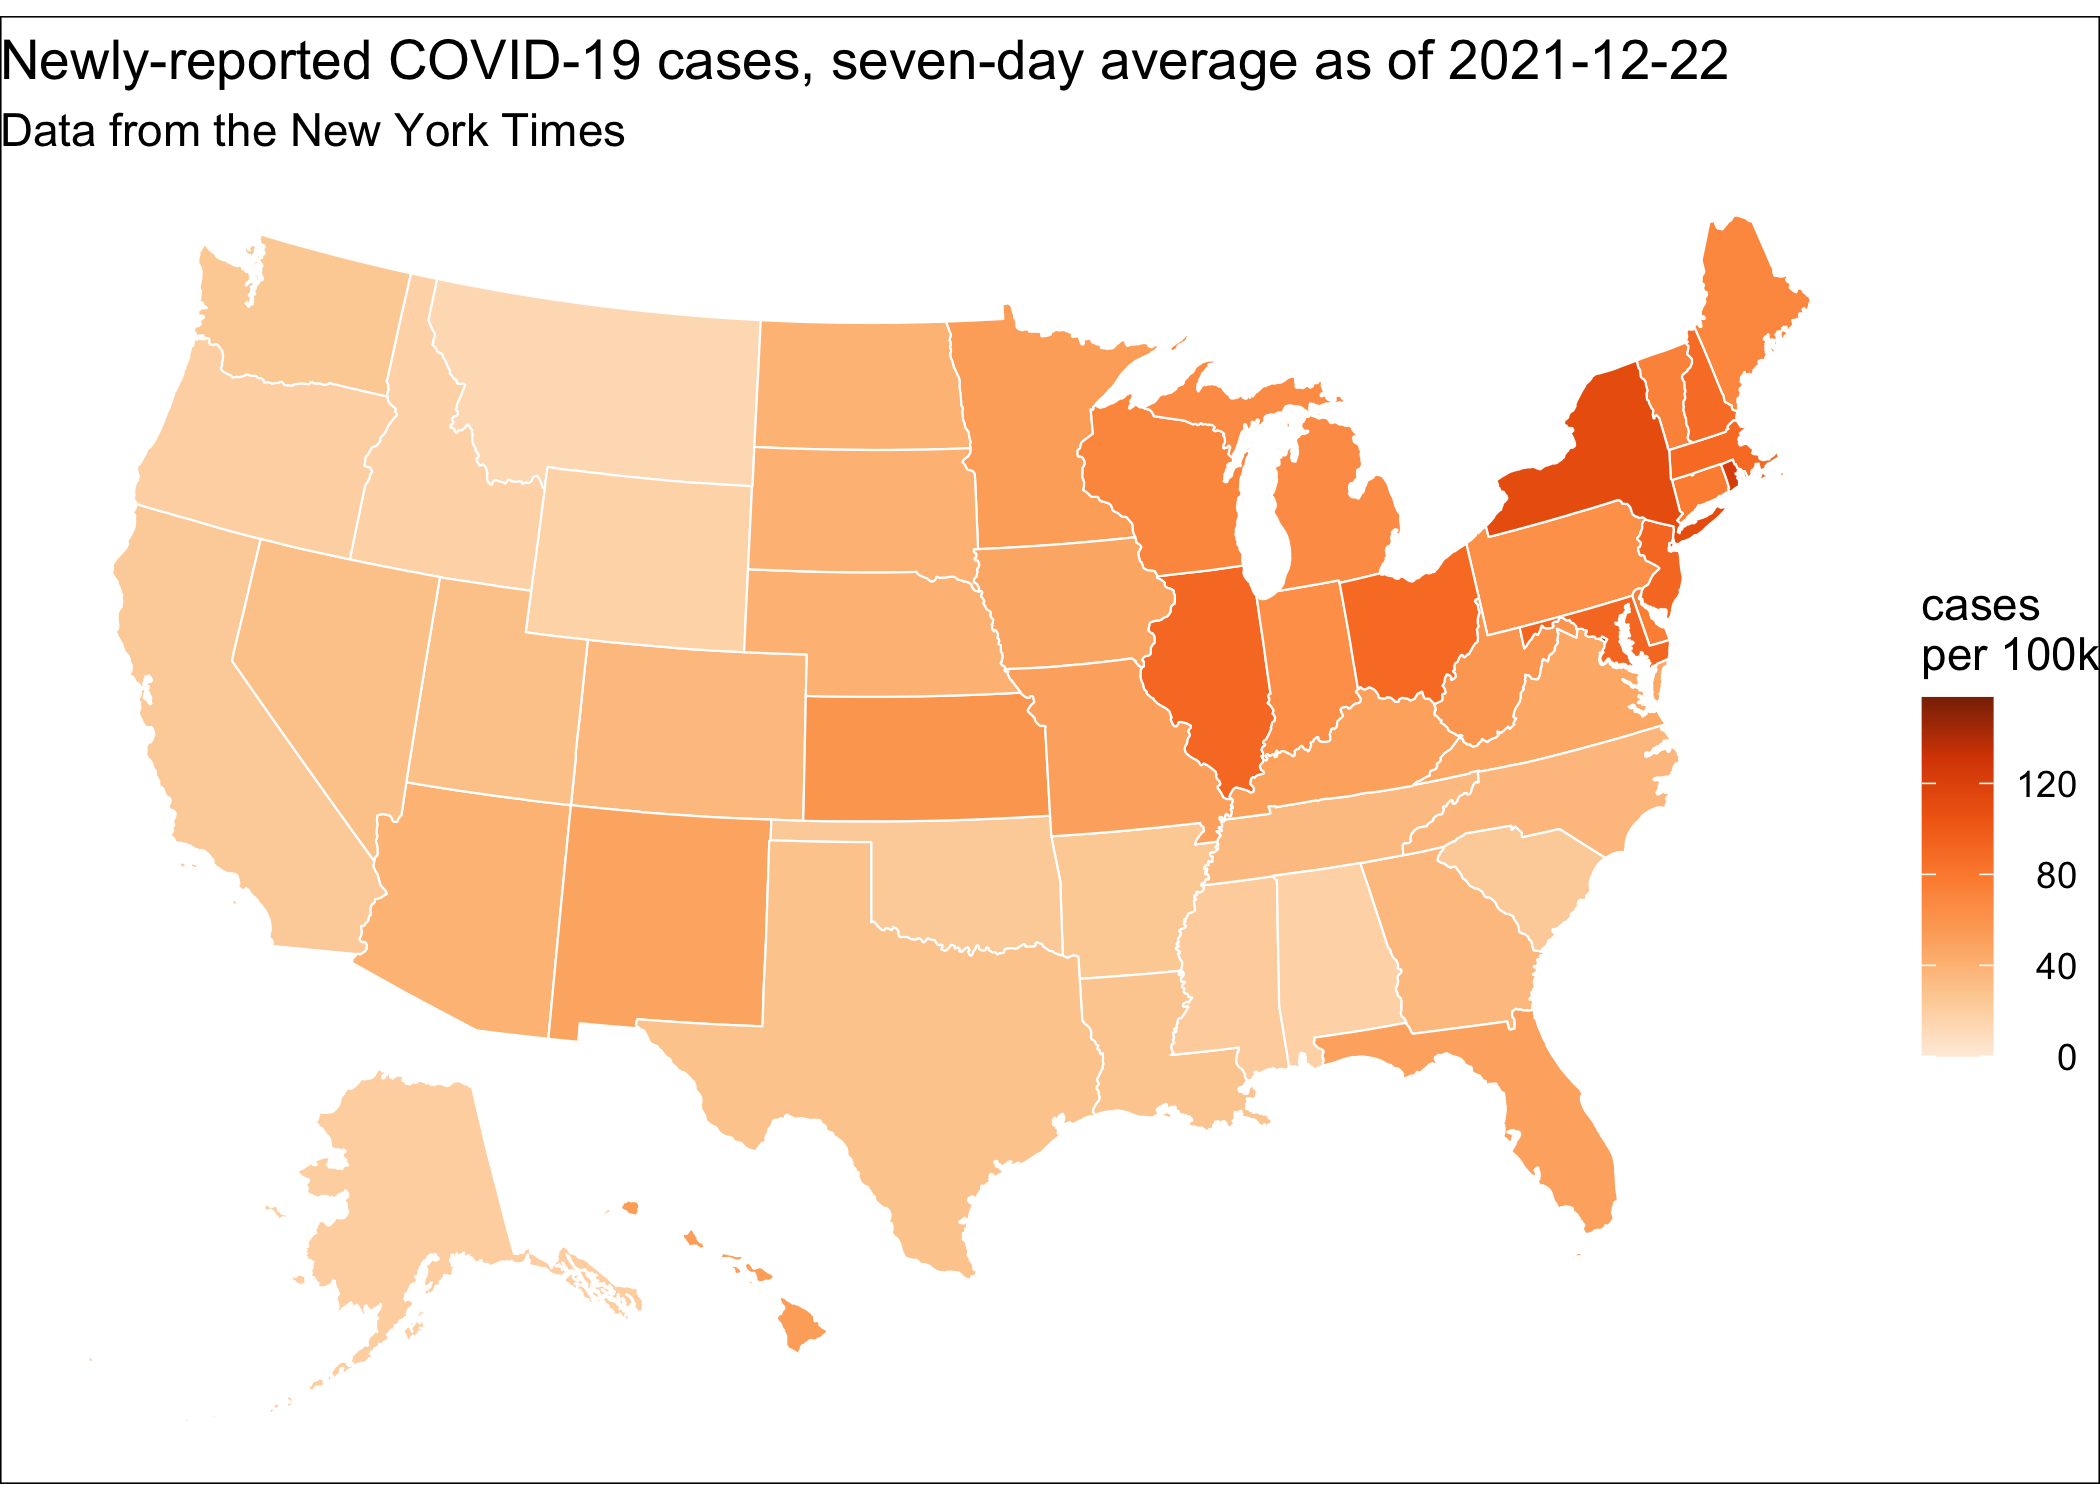 Newly-reported COVID-19 cases, seven-day average as of 2021-12-22
Data from the New York Times
cases
per 100k
120
80
40
0